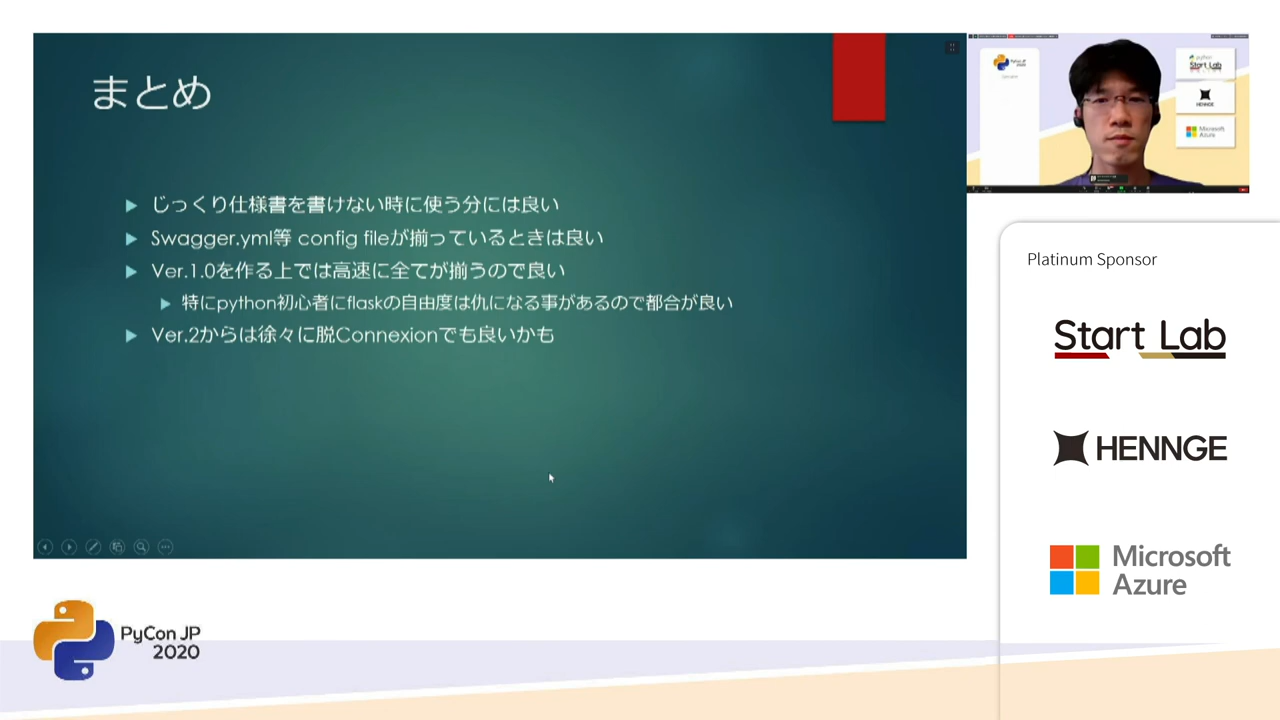 まとめ
じっくり仕様書を書けない時に使う分には良い
Swagger.yml等 config fileが揃っているときは良い
Ver.1.0を作る上では高速に全てが揃うので良い
特にpython初心者にflaskの自由度は仇になる事があるので都合が良い
Ver.2からは徐々に脱Connexionでも良いかも
python
Start Lab
HENNGE
Microsoft
Azure
Platinum Sponsor
Start Lab
HENNGE
Microsoft
Azure
PyCon JP
2020